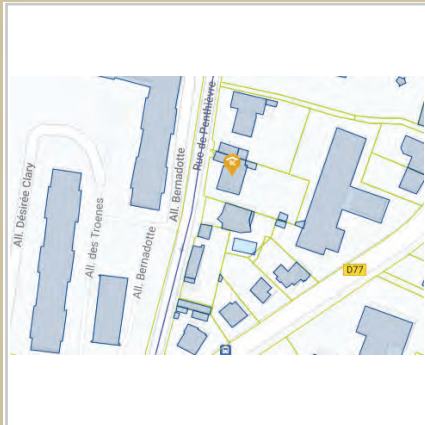 All. Désirée Clary
All. des Troenes
All. Bernadotte
All. Bernadotte
Rue de Penthièvre
D77